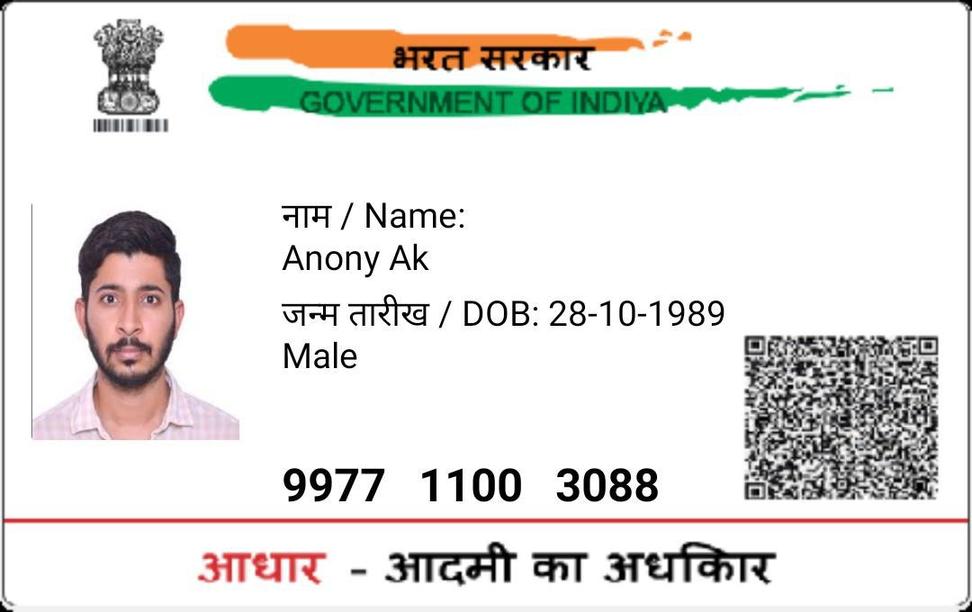 भरत सरकार
GOVERNMENT OF INDIYA
नाम / Name:
Anony Ak
जन्म तारीख / DOB: 28-10-1989
Male
9977 1100 3088
आधार - आदमी का अधकिार